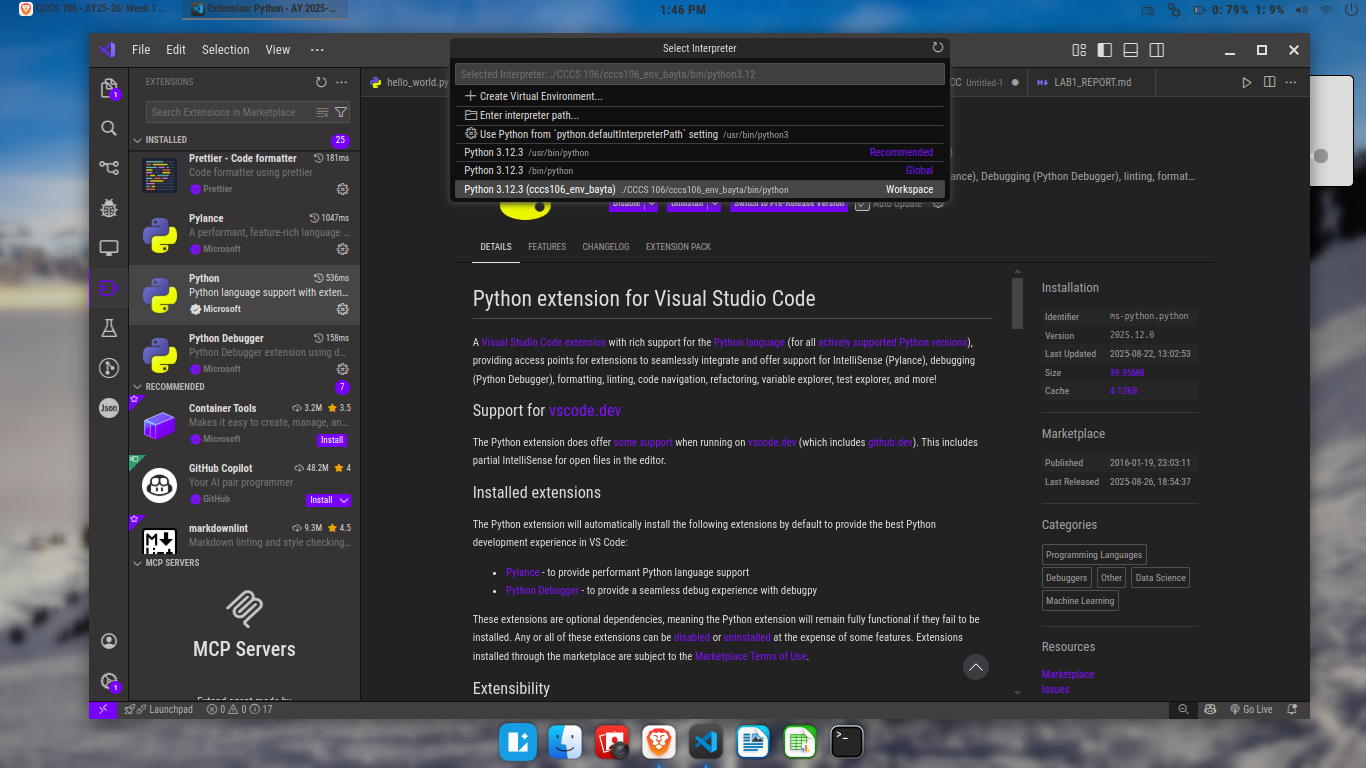 CCCS 106 - AY25-26: Week 1 ...
Extension: Python - AY 2025-...
1:46 PM
0: 79% 1: 9%
File Edit Selection View ...
Select Interpreter
Selected Interpreter: ./CCCS 106/cccs106_env_bayta/bin/python3.12
Create Virtual Environment...
Enter interpreter path...
Use Python from `python.defaultInterpreterPath` setting /usr/bin/python3
Python 3.12.3 /usr/bin/python Recommended
Python 3.12.3 /bin/python Global
Python 3.12.3 (cccs106_env_bayta) ./CCCS 106/cccs106_env_bayta/bin/python Workspace
hello_world.py
CC Untitled-1
LAB1_REPORT.md
EXTENSIONS
Search Extensions in Marketplace
INSTALLED 25
Prettier - Code formatter 181ms
Code formatter using prettier
Prettier
Pylance 1047ms
A performant, feature-rich language ...
Microsoft
Python 536ms
Python language support with exten...
Microsoft
Python Debugger 158ms
Python Debugger extension using d...
Microsoft
RECOMMENDED 7
Container Tools 3.2M 3.5
Makes it easy to create, manage, an...
Microsoft Install
GitHub Copilot 48.2M 4
Your AI pair programmer
GitHub Install
markdownlint 9.3M 4.5
Markdown linting and style checking...
MCP SERVERS
MCP Servers
Extend agent mode by
1
Json
1
ance), Debugging (Python Debugger), linting, format...
Disable Uninstall Switch to Pre-Release Version Auto Update
DETAILS FEATURES CHANGELOG EXTENSION PACK
Python extension for Visual Studio Code
A Visual Studio Code extension with rich support for the Python language (for all actively supported Python versions),
providing access points for extensions to seamlessly integrate and offer support for IntelliSense (Pylance), debugging
(Python Debugger), formatting, linting, code navigation, refactoring, variable explorer, test explorer, and more!
Support for vscode.dev
The Python extension does offer some support when running on vscode.dev (which includes github.dev). This includes
partial IntelliSense for open files in the editor.
Installed extensions
The Python extension will automatically install the following extensions by default to provide the best Python
development experience in VS Code:
• Pylance - to provide performant Python language support
• Python Debugger - to provide a seamless debug experience with debugpy
These extensions are optional dependencies, meaning the Python extension will remain fully functional if they fail to be
installed. Any or all of these extensions can be disabled or uninstalled at the expense of some features. Extensions
installed through the marketplace are subject to the Marketplace Terms of Use.
Extensibility
Installation
Identifier ms-python.python
Version 2025.12.0
Last Updated 2025-08-22, 13:02:53
Size 39.95MB
Cache 4.12KB
Marketplace
Published 2016-01-19, 23:03:11
Last Released 2025-08-26, 18:54:37
Categories
Programming Languages
Debuggers Other Data Science
Machine Learning
Resources
Marketplace
Issues
Launchpad 0 0 17
Go Live